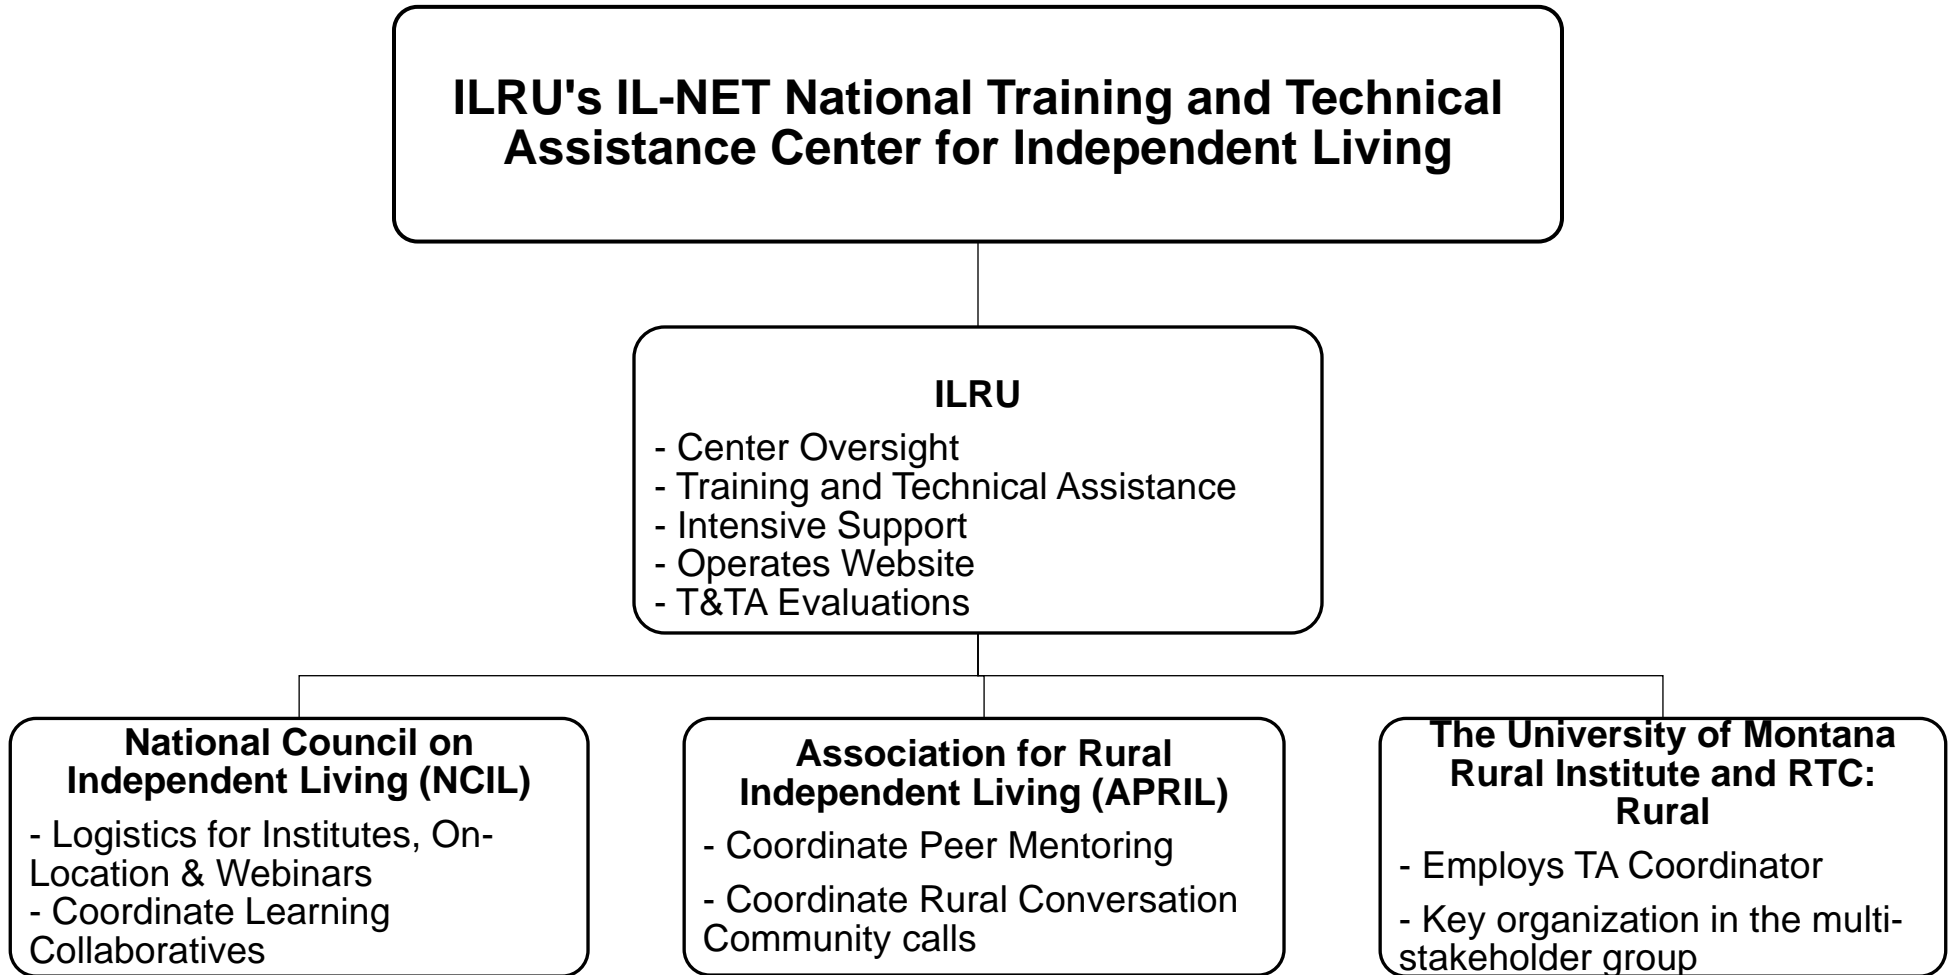 ILRU's IL-NET National Training and Technical
Assistance Center for Independent Living
ILRU
- Center Oversight
- Training and Technical Assistance
- Intensive Support
- Operates Website
- T&TA Evaluations
National Council on
Independent Living (NCIL)
- Logistics for Institutes, On-
Location & Webinars
- Coordinate Learning
Collaboratives
Association for Rural
Independent Living (APRIL)
- Coordinate Peer Mentoring
- Coordinate Rural Conversation
Community calls
The University of Montana
Rural Institute and RTC:
Rural
- Employs TA Coordinator
- Key organization in the multi-
stakeholder group